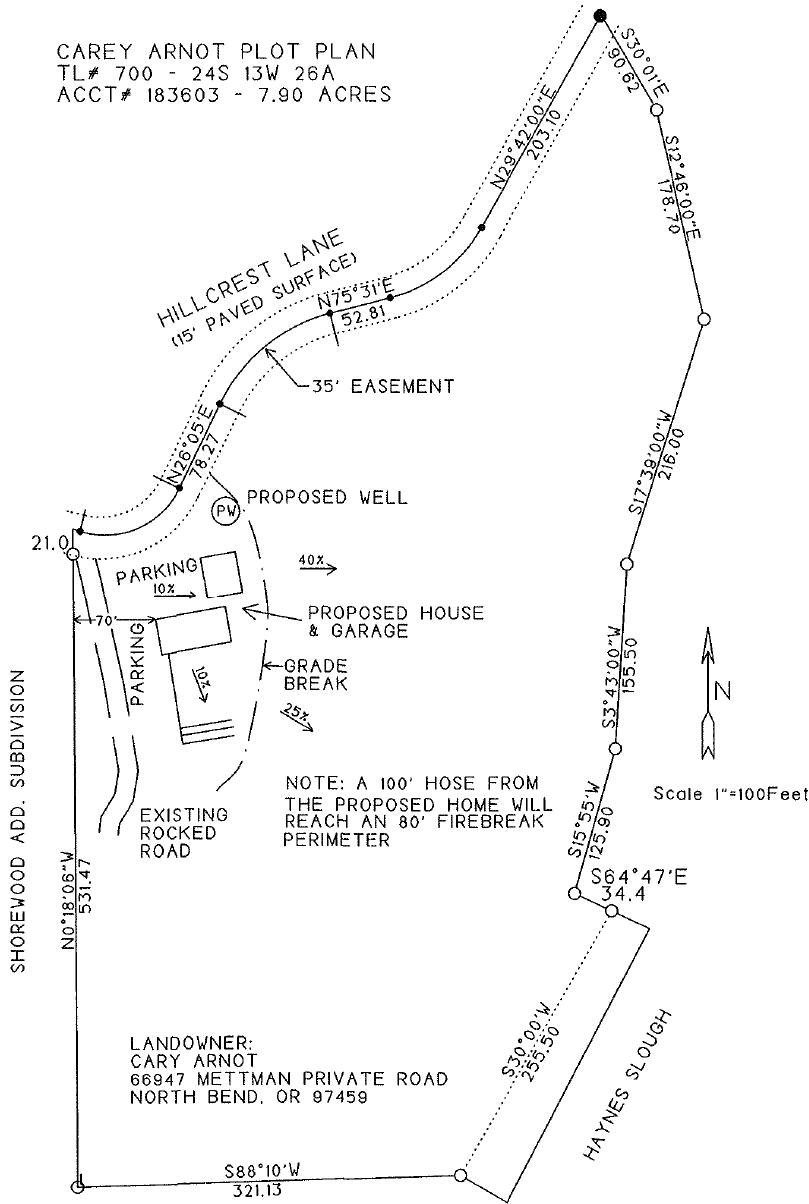 CAREY ARNOT PLOT PLAN
TL# 700 - 24S 13W 26A
ACCT# 183603 - 7.90 ACRES
S30°01'E
90.62
N29°42'00"E
203.10
S12°46'00"E
178.70
HILLCREST LANE
(15' PAVED SURFACE)
N75°31'E
52.81
35' EASEMENT
N26°05'E
78.27
S17°39'00"W
216.00
PW
PROPOSED WELL
21.0
PARKING
10%
40%
70'
PROPOSED HOUSE
& GARAGE
PARKING
10%
GRADE
BREAK
25%
S3°43'00"W
155.50
N
Scale 1"=100Feet
SHOREWOOD ADD. SUBDIVISION
NOTE: A 100' HOSE FROM
THE PROPOSED HOME WILL
REACH AN 80' FIREBREAK
PERIMETER
EXISTING
ROCKED
ROAD
S15°55'W
125.90
S64°47'E
34.4
N0°18'06"W
531.47
S30°00'W
255.50
HAYNES SLOUGH
LANDOWNER:
CARY ARNOT
66947 METTMAN PRIVATE ROAD
NORTH BEND, OR 97459
S88°10'W
321.13